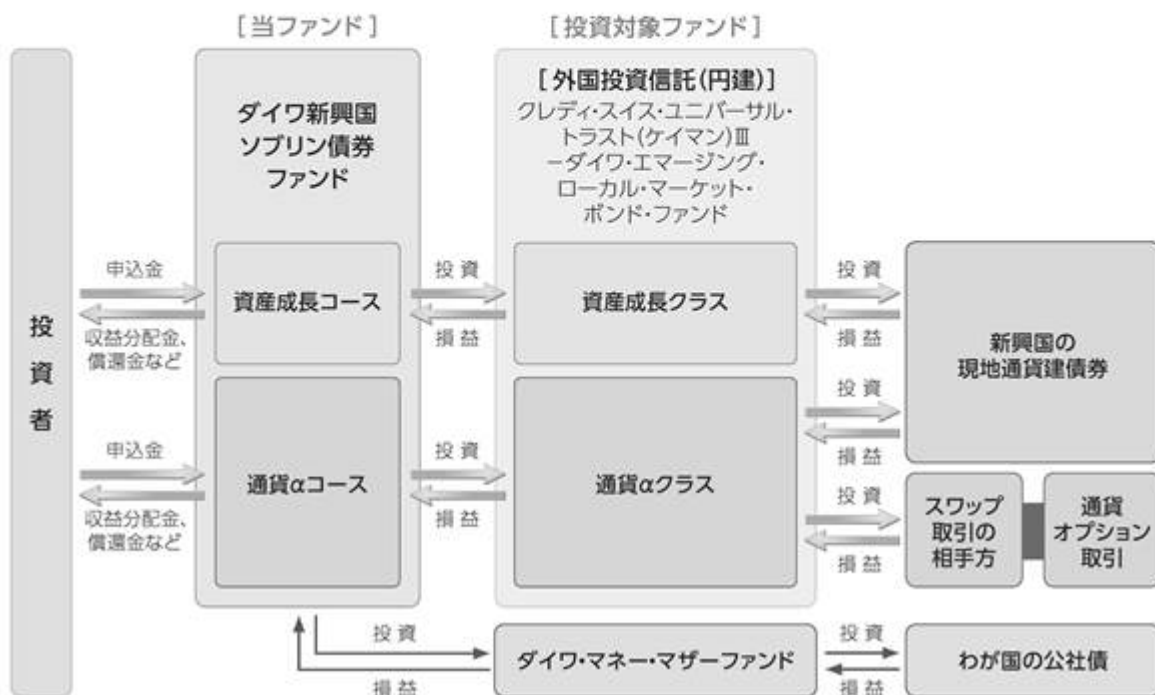 [当ファンド]
[投資対象ファンド]
投資者
ダイワ新興国
ソブリン債券
ファンド
[外国投資信託(円建)]
クレディ・スイス・ユニバーサル・
トラスト(ケイマン)Ⅲ
-ダイワ・エマージング・
ローカル・マーケット・
ボンド・ファンド
申込金
収益分配金、
償還金など
資産成長コース
投資
損益
資産成長クラス
投資
損益
新興国の
現地通貨建債券
申込金
収益分配金、
償還金など
通貨αコース
投資
損益
通貨αクラス
投資
損益
投資
損益
スワップ
取引の
相手方
通貨
オプション
取引
投資
損益
ダイワ・マネー・マザーファンド
投資
損益
わが国の公社債